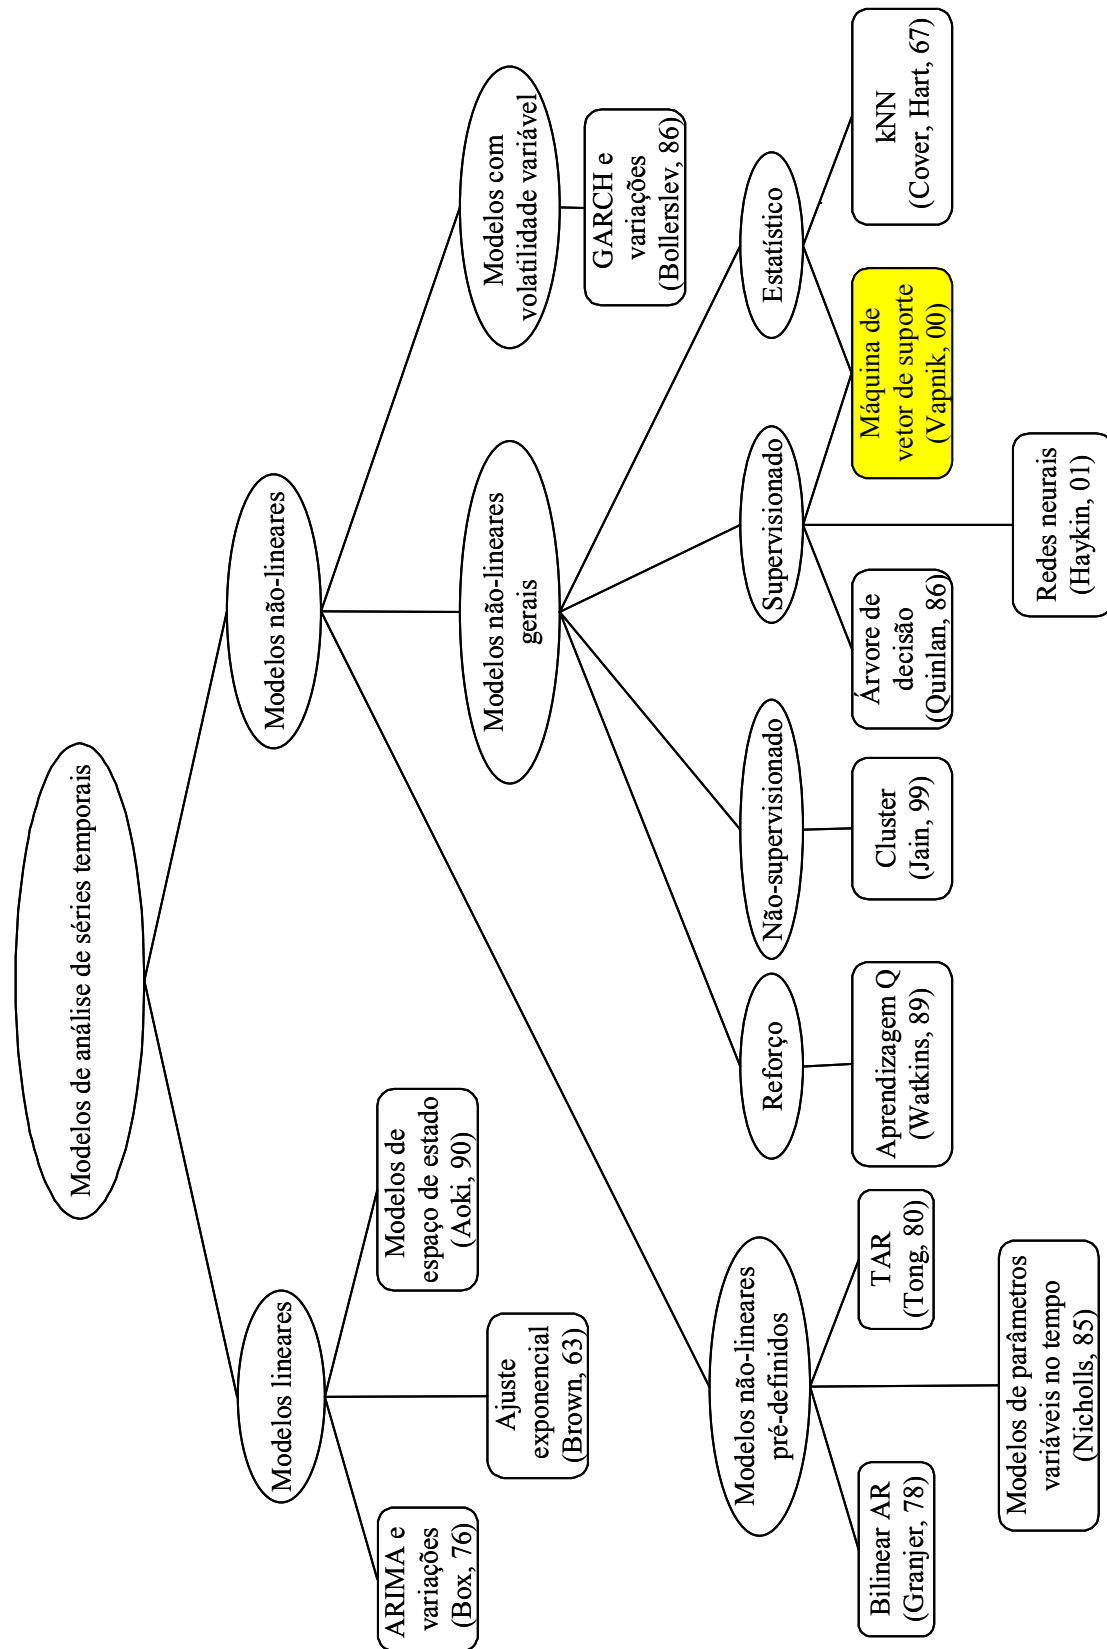 Modelos de análise de séries temporais
Modelos lineares
Modelos não-lineares
ARIMA e
variações
(Box, 76)
Ajuste
exponencial
(Brown, 63)
Modelos de
espaço de estado
(Aoki, 90)
Modelos não-lineares
pré-definidos
Modelos não-lineares
gerais
Modelos com
volatilidade variável
GARCH e
variações
(Bollerslev, 86)
Bilinear AR
(Granjer, 78)
Modelos de parâmetros
variáveis no tempo
(Nicholls, 85)
TAR
(Tong, 80)
Reforço
Não-supervisionado
Supervisionado
Estatístico
Aprendizagem Q
(Watkins, 89)
Cluster
(Jain, 99)
Árvore de
decisão
(Quinlan, 86)
Redes neurais
(Haykin, 01)
Máquina de
vetor de suporte
(Vapnik, 00)
kNN
(Cover, Hart, 67)